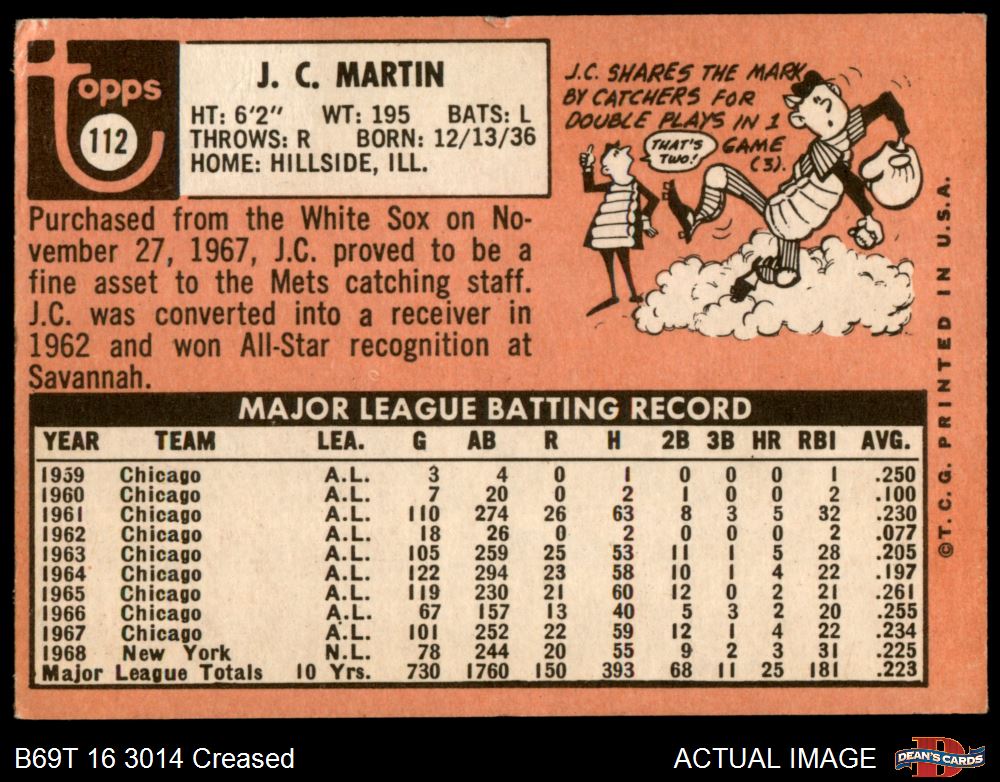 Topps
112
J. C. MARTIN
HT: 6'2" WT: 195 BATS: L
THROWS: R BORN: 12/13/36
HOME: HILLSIDE, ILL.
J.C. SHARES THE MARK
BY CATCHERS FOR
DOUBLE PLAYS IN 1
GAME
(3).
THAT'S
TWO!
Purchased from the White Sox on No-
vember 27, 1967, J.C. proved to be a
fine asset to the Mets catching staff.
J.C. was converted into a receiver in
1962 and won All-Star recognition at
Savannah.
MAJOR LEAGUE BATTING RECORD
YEAR TEAM LEA. G AB R H 2B 3B HR RBI AVG.
1959 Chicago A.L. 3 4 0 1 0 0 0 1 .250
1960 Chicago A.L. 7 20 0 2 1 0 0 2 .100
1961 Chicago A.L. 110 274 26 63 8 3 5 32 .230
1962 Chicago A.L. 18 26 0 2 0 0 0 2 .077
1963 Chicago A.L. 105 259 25 53 11 1 5 28 .205
1964 Chicago A.L. 122 294 23 58 10 1 4 22 .197
1965 Chicago A.L. 119 230 21 60 12 0 2 21 .261
1966 Chicago A.L. 67 157 13 40 5 3 2 20 .255
1967 Chicago A.L. 101 252 22 59 12 1 4 22 .234
1968 New York N.L. 78 244 20 55 9 2 3 31 .225
Major League Totals 10 Yrs. 730 1760 150 393 68 11 25 181 .223
©T. C. G. PRINTED IN U.S.A.
B69T 16 3014 Creased
ACTUAL IMAGE
DEAN'S CARDS